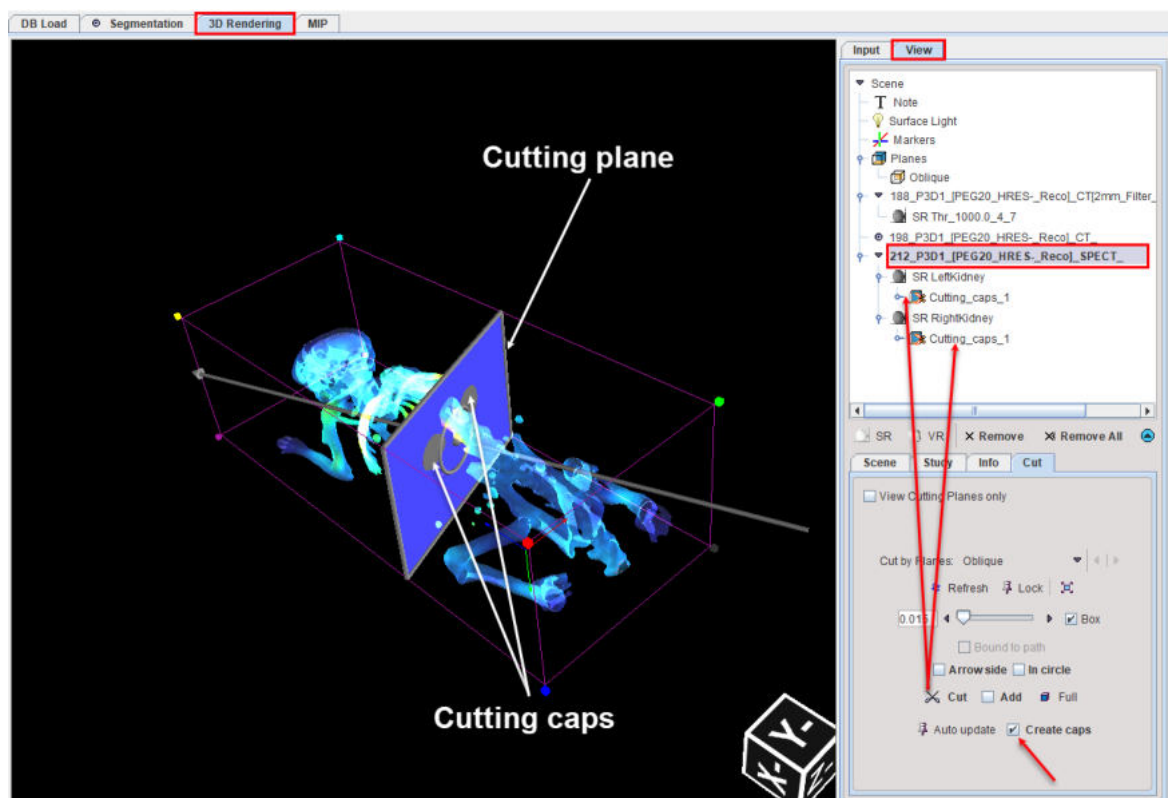 DB Load
Segmentation
3D Rendering
MIP
Cutting plane
Cutting caps
Y-
X-
Z-
Input
View
Scene
Note
Surface Light
Markers
Planes
Oblique
188_P3D1_[PEG20_HRES-_Reco]_CT[2mm_Filter_
SR Thr_1000.0_4_7
198_P3D1_[PEG20_HRES-_Reco]_CT_
212_P3D1_[PEG20_HRES-_Reco]_SPECT_
SR LeftKidney
Cutting_caps_1
SR RightKidney
Cutting_caps_1
SR VR Remove Remove All
Scene Study Info Cut
View Cutting Planes only
Cut by Planes: Oblique
Refresh Lock
0.015 Box
Bound to path
Arrow side In circle
Cut Add Full
Auto update Create caps